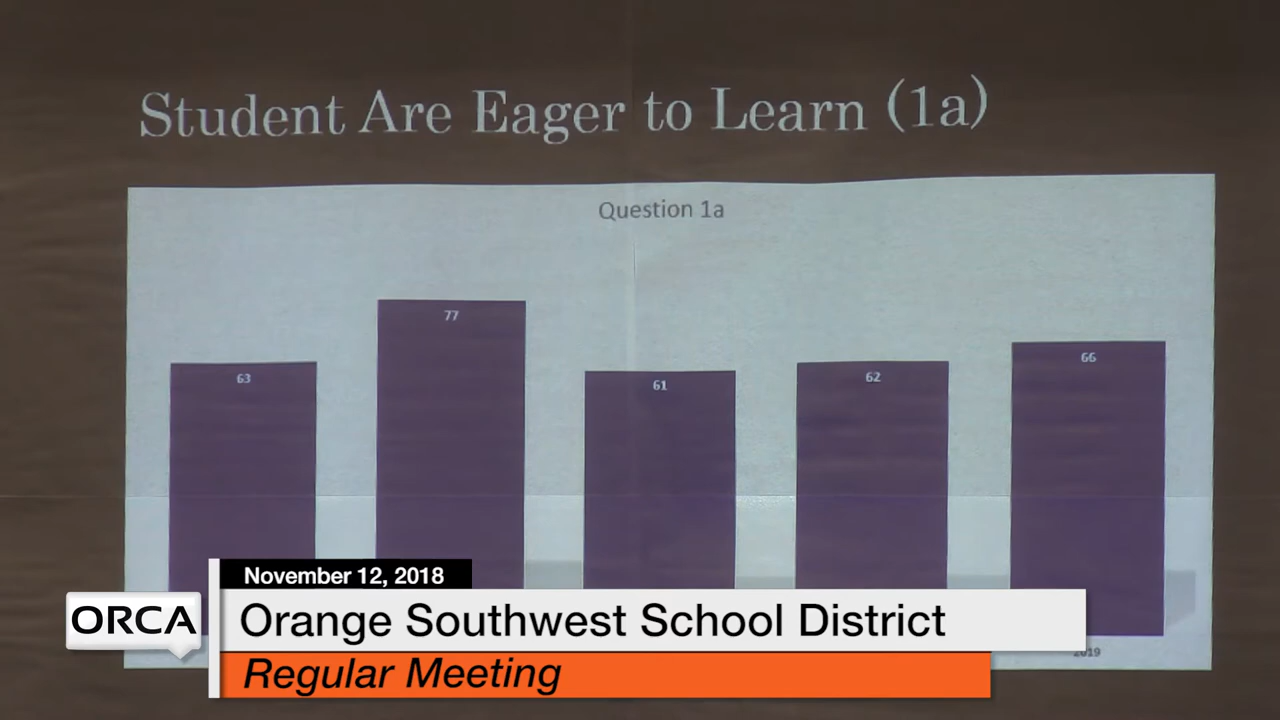 Student Are Eager to Learn (1a)
Question 1a
63
77
61
62
66
2019
November 12, 2018
ORCA
Orange Southwest School District
Regular Meeting